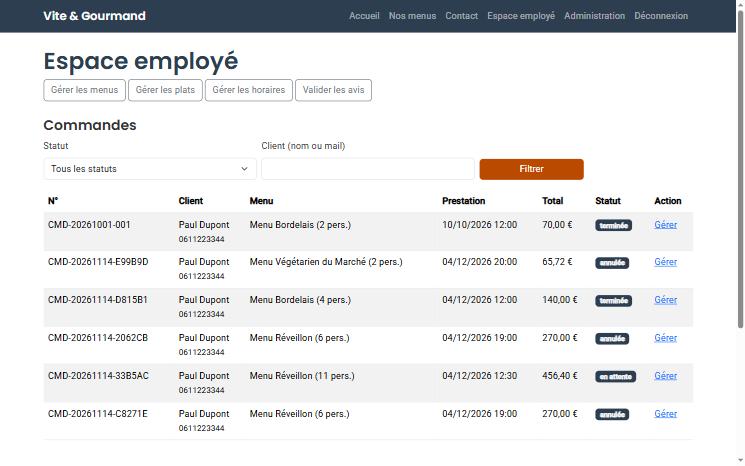 Vite & Gourmand Accueil Nos menus Contact Espace employé Administration Déconnexion
Espace employé
Gérer les menus Gérer les plats Gérer les horaires Valider les avis
Commandes
Statut Client (nom ou mail)
Tous les statuts Filtrer
N° Client Menu Prestation Total Statut Action
CMD-20261001-001 Paul Dupont Menu Bordelais (2 pers.) 10/10/2026 12:00 70,00 € terminée Gérer
0611223344
CMD-20261114-E99B9D Paul Dupont Menu Végétarien du Marché (2 pers.) 04/12/2026 20:00 65,72 € annulée Gérer
0611223344
CMD-20261114-D815B1 Paul Dupont Menu Bordelais (4 pers.) 04/12/2026 12:00 140,00 € terminée Gérer
0611223344
CMD-20261114-2062CB Paul Dupont Menu Réveillon (6 pers.) 04/12/2026 19:00 270,00 € annulée Gérer
0611223344
CMD-20261114-33B5AC Paul Dupont Menu Réveillon (11 pers.) 04/12/2026 12:30 456,40 € en attente Gérer
0611223344
CMD-20261114-C8271E Paul Dupont Menu Réveillon (6 pers.) 04/12/2026 19:00 270,00 € annulée Gérer
0611223344